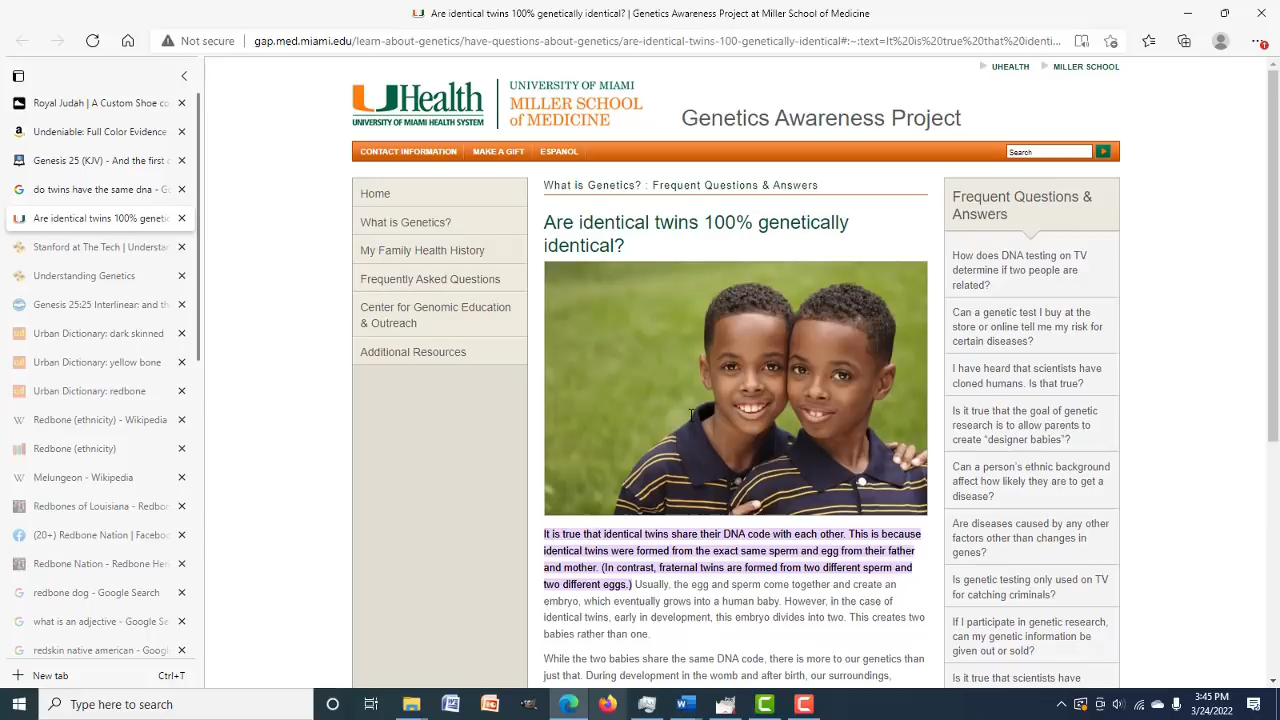 Are identical twins 100% genetically identical? | Genetics Awareness Project | Miller School of Medicine
Not secure
gap.med.miami.edu/learn-about-genetics/have-questions-about-genetics/are-identical-twins-100-genetically-identical#:~:text=It%20is%20true%20that%20identi...
Royal Judah | A Custom Shoe co
Undeniable: Full Color Evidence
Genesis 25 (KJV) - And the first c
do twins have the same dna - Go
Are identical twins 100% geneti
Stanford at The Tech | Understa
Understanding Genetics
Genesis 25:25 Interlinear: and th
Urban Dictionary: dark skinned
Urban Dictionary: yellow bone
Urban Dictionary: redbone
Redbone (ethnicity) - Wikipedia
Redbone (ethnicity)
Melungeon - Wikipedia
Redbones of Louisiana - Redbon
(20+) Redbone Nation | Faceboo
Redbone Nation - Redbone Her
redbone dog - Google Search
what is an adjective - Google Se
redskin native american - Googl
New tab
Ctrl+T
UHEALTH
MILLER SCHOOL
UHealth
UNIVERSITY OF MIAMI HEALTH SYSTEM
UNIVERSITY OF MIAMI
MILLER SCHOOL
of MEDICINE
Genetics Awareness Project
CONTACT INFORMATION
MAKE A GIFT
ESPANOL
Search
Home
What is Genetics?
My Family Health History
Frequently Asked Questions
Center for Genomic Education
& Outreach
Additional Resources
What is Genetics? : Frequent Questions & Answers
Are identical twins 100% genetically
identical?
It is true that identical twins share their DNA code with each other. This is because
identical twins were formed from the exact same sperm and egg from their father
and mother. (In contrast, fraternal twins are formed from two different sperm and
two different eggs.) Usually, the egg and sperm come together and create an
embryo, which eventually grows into a human baby. However, in the case of
identical twins, early in development, this embryo divides into two. This creates two
babies rather than one.
While the two babies share the same DNA code, there is more to our genetics than
just that. During development in the womb and after birth, our surroundings,
Frequent Questions &
Answers
How does DNA testing on TV
determine if two people are
related?
Can a genetic test I buy at the
store or online tell me my risk for
certain diseases?
I have heard that scientists have
cloned humans. Is that true?
Is it true that the goal of genetic
research is to allow parents to
create “designer babies”?
Can a person’s ethnic background
affect how likely they are to get a
disease?
Are diseases caused by any other
factors other than changes in
genes?
Is genetic testing only used on TV
for catching criminals?
If I participate in genetic research,
can my genetic information be
given out or sold?
Is it true that scientists have
Type here to search
3:45 PM
3/24/2022